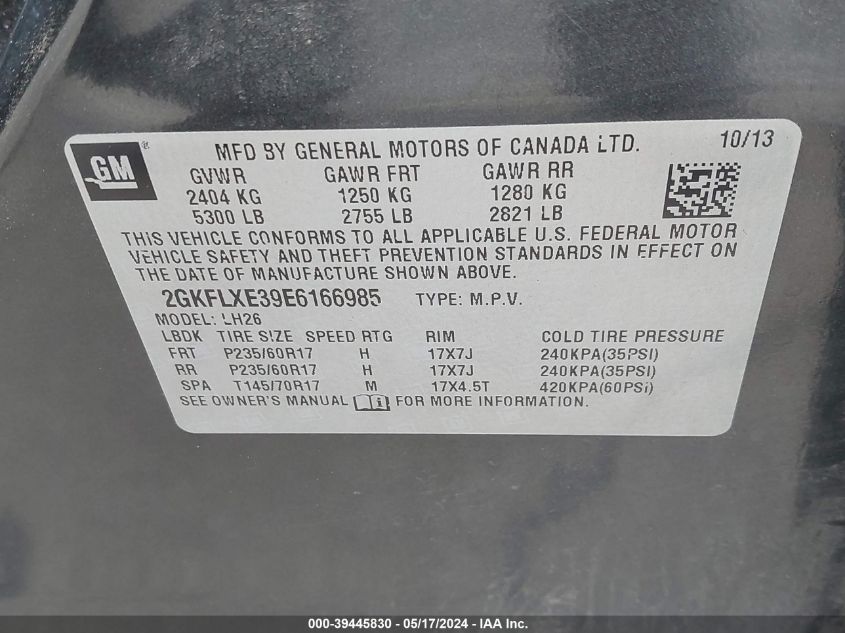 GM ® MFD BY GENERAL MOTORS OF CANADA LTD. 10/13
GVWR GAWR FRT GAWR RR
2404 KG 1250 KG 1280 KG
5300 LB 2755 LB 2821 LB
THIS VEHICLE CONFORMS TO ALL APPLICABLE U.S. FEDERAL MOTOR
VEHICLE SAFETY AND THEFT PREVENTION STANDARDS IN EFFECT ON
THE DATE OF MANUFACTURE SHOWN ABOVE.
2GKFLXE39E6166985 TYPE: M.P.V.
MODEL: LH26
LBDK TIRE SIZE SPEED RTG RIM COLD TIRE PRESSURE
FRT P235/60R17 H 17X7J 240KPA(35PSI)
RR P235/60R17 H 17X7J 240KPA(35PSI)
SPA T145/70R17 M 17X4.5T 420KPA(60PSI)
SEE OWNER'S MANUAL FOR MORE INFORMATION.
000-39445830 - 05/17/2024 - IAA Inc.